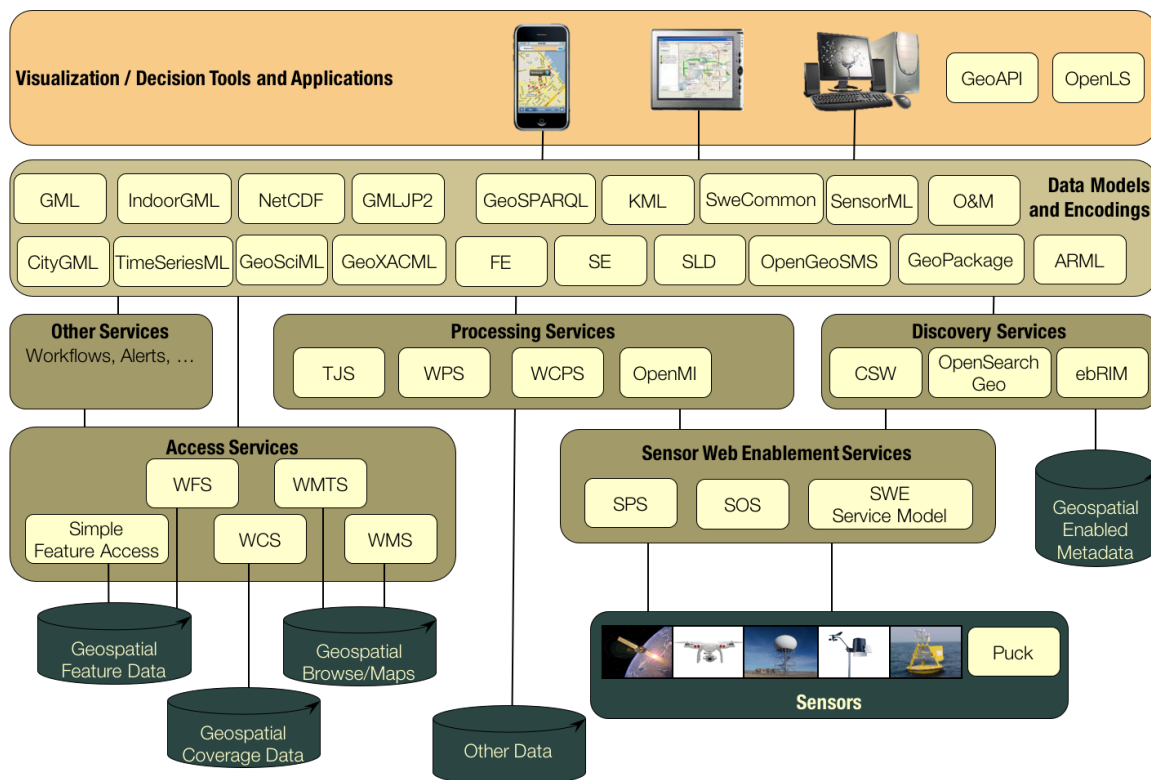 Visualization / Decision Tools and Applications
GeoAPI
OpenLS
Data Models
and Encodings
GML
IndoorGML
NetCDF
GMLJP2
GeoSPARQL
KML
SweCommon
SensorML
O&M
CityGML
TimeSeriesML
GeoSciML
GeoXACML
FE
SE
SLD
OpenGeoSMS
GeoPackage
ARML
Other Services
Workflows, Alerts, …
Processing Services
TJS
WPS
WCPS
OpenMI
Discovery Services
CSW
OpenSearch
Geo
ebRIM
Access Services
WFS
WMTS
Simple
Feature Access
WCS
WMS
Sensor Web Enablement Services
SPS
SOS
SWE
Service Model
Geospatial
Enabled
Metadata
Geospatial
Feature Data
Geospatial
Browse/Maps
Geospatial
Coverage Data
Other Data
Puck
Sensors